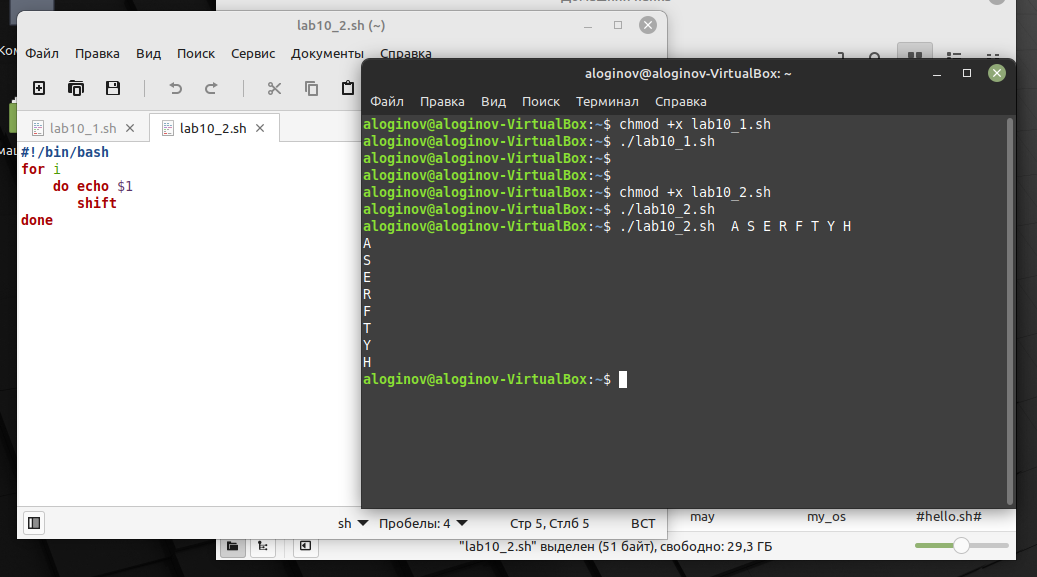 lab10_2.sh (~)
Файл Правка Вид Поиск Сервис Документы Справка
lab10_1.sh
lab10_2.sh
#!/bin/bash
for i
do echo $1
shift
done
sh Пробелы: 4 Стр 5, Стлб 5 ВСТ
aloginov@aloginov-VirtualBox: ~
Файл Правка Вид Поиск Терминал Справка
aloginov@aloginov-VirtualBox:~$ chmod +x lab10_1.sh
aloginov@aloginov-VirtualBox:~$ ./lab10_1.sh
aloginov@aloginov-VirtualBox:~$
aloginov@aloginov-VirtualBox:~$
aloginov@aloginov-VirtualBox:~$ chmod +x lab10_2.sh
aloginov@aloginov-VirtualBox:~$ ./lab10_2.sh
aloginov@aloginov-VirtualBox:~$ ./lab10_2.sh  A S E R F T Y H
A
S
E
R
F
T
Y
H
aloginov@aloginov-VirtualBox:~$
may my_os #hello.sh#
"lab10_2.sh" выделен (51 байт), свободно: 29,3 ГБ